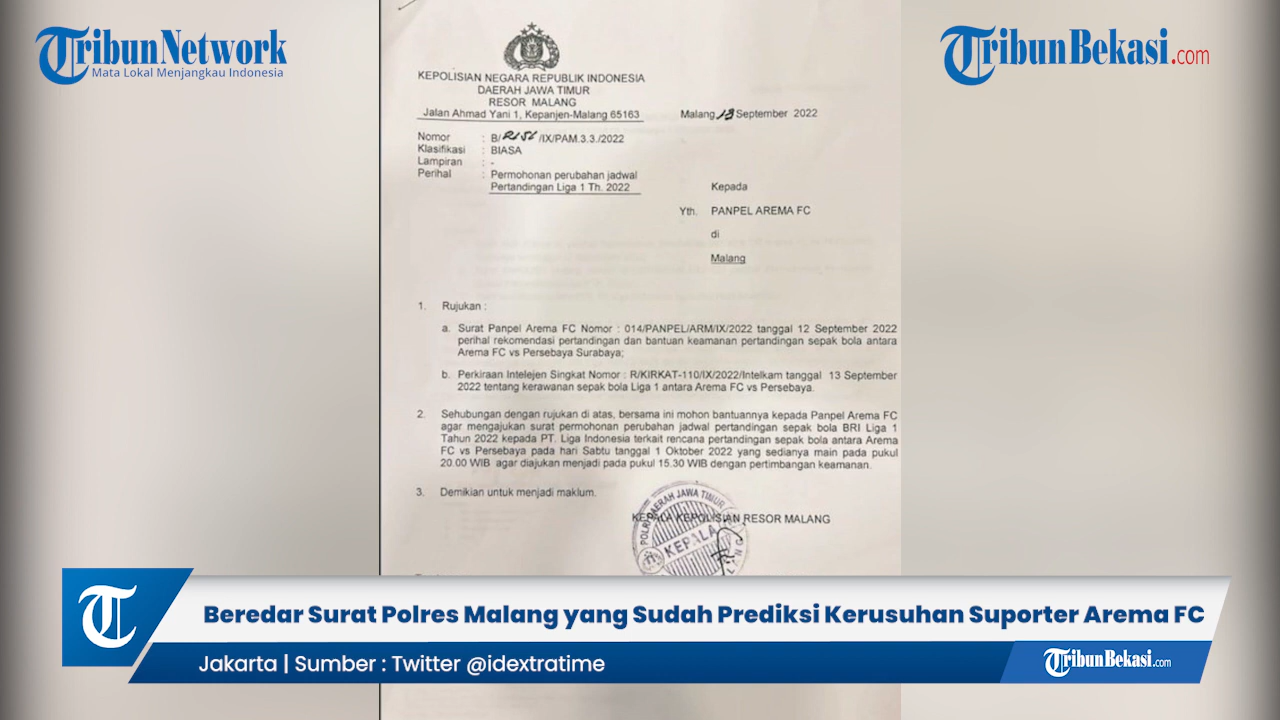 TribunNetwork
Mata Lokal Menjangkau Indonesia
TribunBekasi.com
KEPOLISIAN NEGARA REPUBLIK INDONESIA
DAERAH JAWA TIMUR
RESOR MALANG
Jalan Ahmad Yani 1, Kepanjen-Malang 65163
Malang, 13 September 2022
Nomor : B/ /IX/PAM.3.3./2022
Klasifikasi : BIASA
Lampiran : -
Perihal : Permohonan perubahan jadwal
Pertandingan Liga 1 Th. 2022
Kepada
Yth. PANPEL AREMA FC
di
Malang
1. Rujukan :
a. Surat Panpel Arema FC Nomor : 014/PANPEL/ARM/IX/2022 tanggal 12 September 2022
perihal rekomendasi pertandingan dan bantuan keamanan pertandingan sepak bola antara
Arema FC vs Persebaya Surabaya;
b. Perkiraan Intelejen Singkat Nomor : R/KIRKAT-110/IX/2022/Intelkam tanggal 13 September
2022 tentang kerawanan sepak bola Liga 1 antara Arema FC vs Persebaya.
2. Sehubungan dengan rujukan di atas, bersama ini mohon bantuannya kepada Panpel Arema FC
agar mengajukan surat permohonan perubahan jadwal pertandingan sepak bola BRI Liga 1
Tahun 2022 kepada PT. Liga Indonesia terkait rencana pertandingan sepak bola antara Arema
FC vs Persebaya pada hari Sabtu tanggal 1 Oktober 2022 yang sedianya main pada pukul
20.00 WIB agar diajukan menjadi pada pukul 15.30 WIB dengan pertimbangan keamanan.
3. Demikian untuk menjadi maklum.
KEPALA KEPOLISIAN RESOR MALANG
POLRI DAERAH JAWA TIMUR
KEPALA
Beredar Surat Polres Malang yang Sudah Prediksi Kerusuhan Suporter Arema FC
Jakarta | Sumber : Twitter @idextratime
TribunBekasi.com